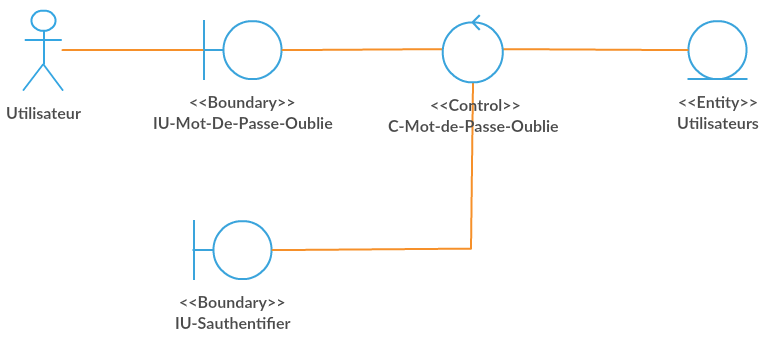 Utilisateur
<<Boundary>>
IU-Mot-De-Passe-Oublie
<<Control>>
C-Mot-de-Passe-Oublie
<<Entity>>
Utilisateurs
<<Boundary>>
IU-Sauthentifier